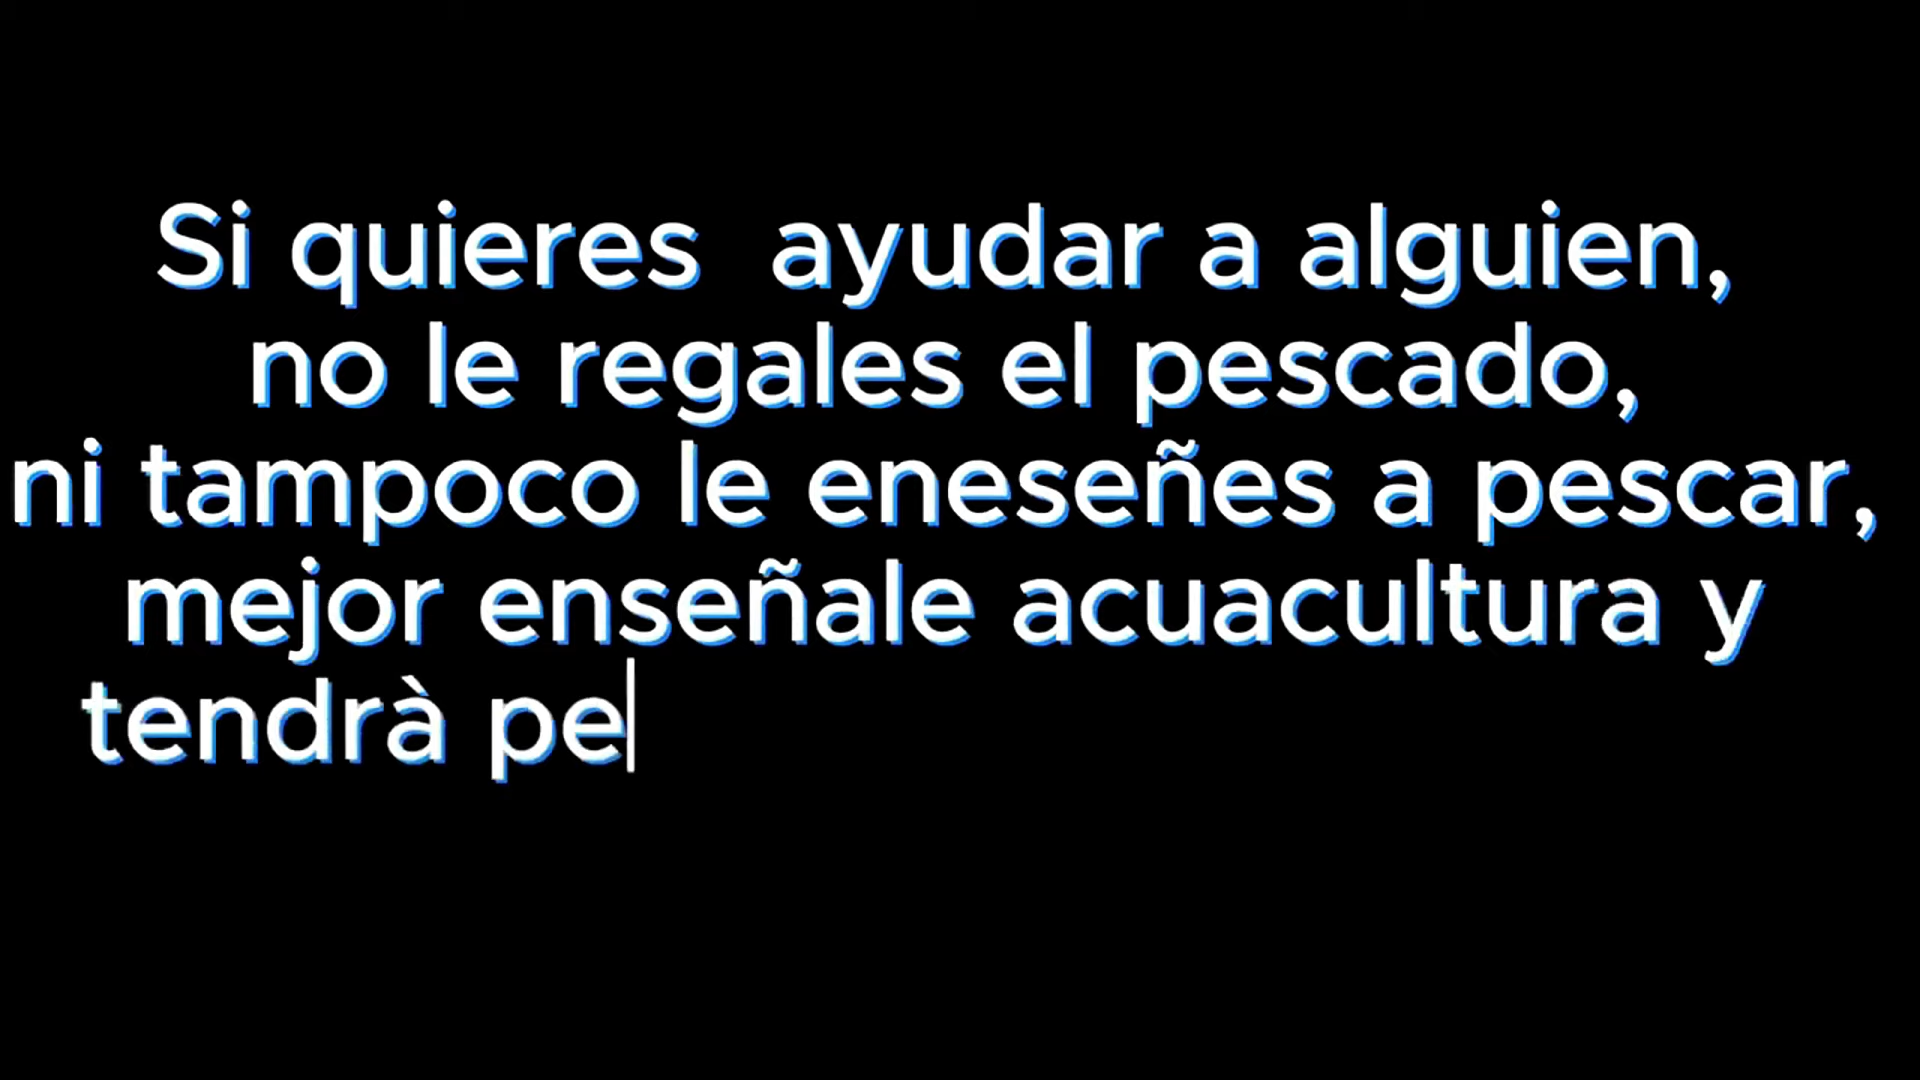 Si quieres  ayudar a alguien,
no le regales el pescado,
ni tampoco le eneseñes a pescar,
mejor enseñale acuacultura y
tendrà pe